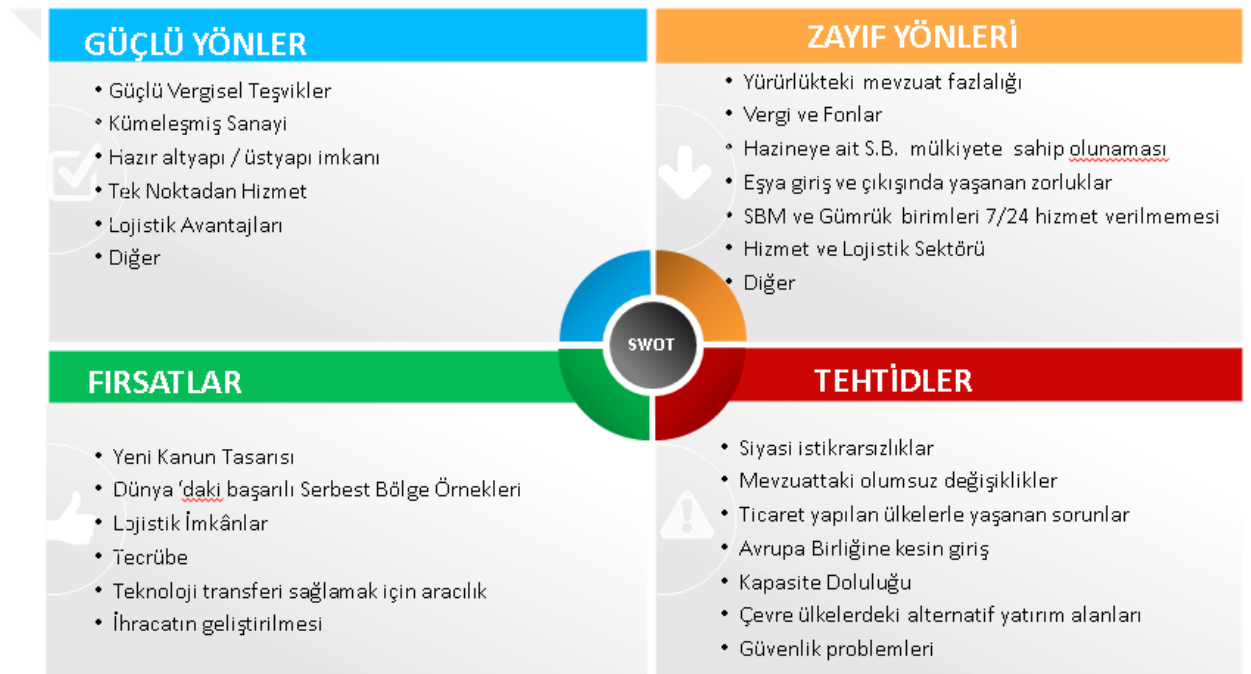 GÜÇLÜ YÖNLER
• Güçlü Vergisel Teşvikler
• Kümeleşmiş Sanayi
• Hazır altyapı / üstyapı imkanı
• Tek Noktadan Hizmet
• Lojistik Avantajları
• Diğer
ZAYIF YÖNLERİ
• Yürürlükteki mevzuat fazlalığı
• Vergi ve Fonlar
• Hazineye ait S.B. mülkiyete sahip olunaması
• Eşya giriş ve çıkışında yaşanan zorluklar
• SBM ve Gümrük birimleri 7/24 hizmet verilmemesi
• Hizmet ve Lojistik Sektörü
• Diğer
SWOT
FIRSATLAR
• Yeni Kanun Tasarısı
• Dünya ‘daki başarılı Serbest Bölge Örnekleri
• Lojistik İmkânlar
• Tecrübe
• Teknoloji transferi sağlamak için aracılık
• İhracatın geliştirilmesi
TEHTİDLER
• Siyasi istikrarsızlıklar
• Mevzuattaki olumsuz değişiklikler
• Ticaret yapılan ülkelerle yaşanan sorunlar
• Avrupa Birliğine kesin giriş
• Kapasite Doluluğu
• Çevre ülkelerdeki alternatif yatırım alanları
• Güvenlik problemleri